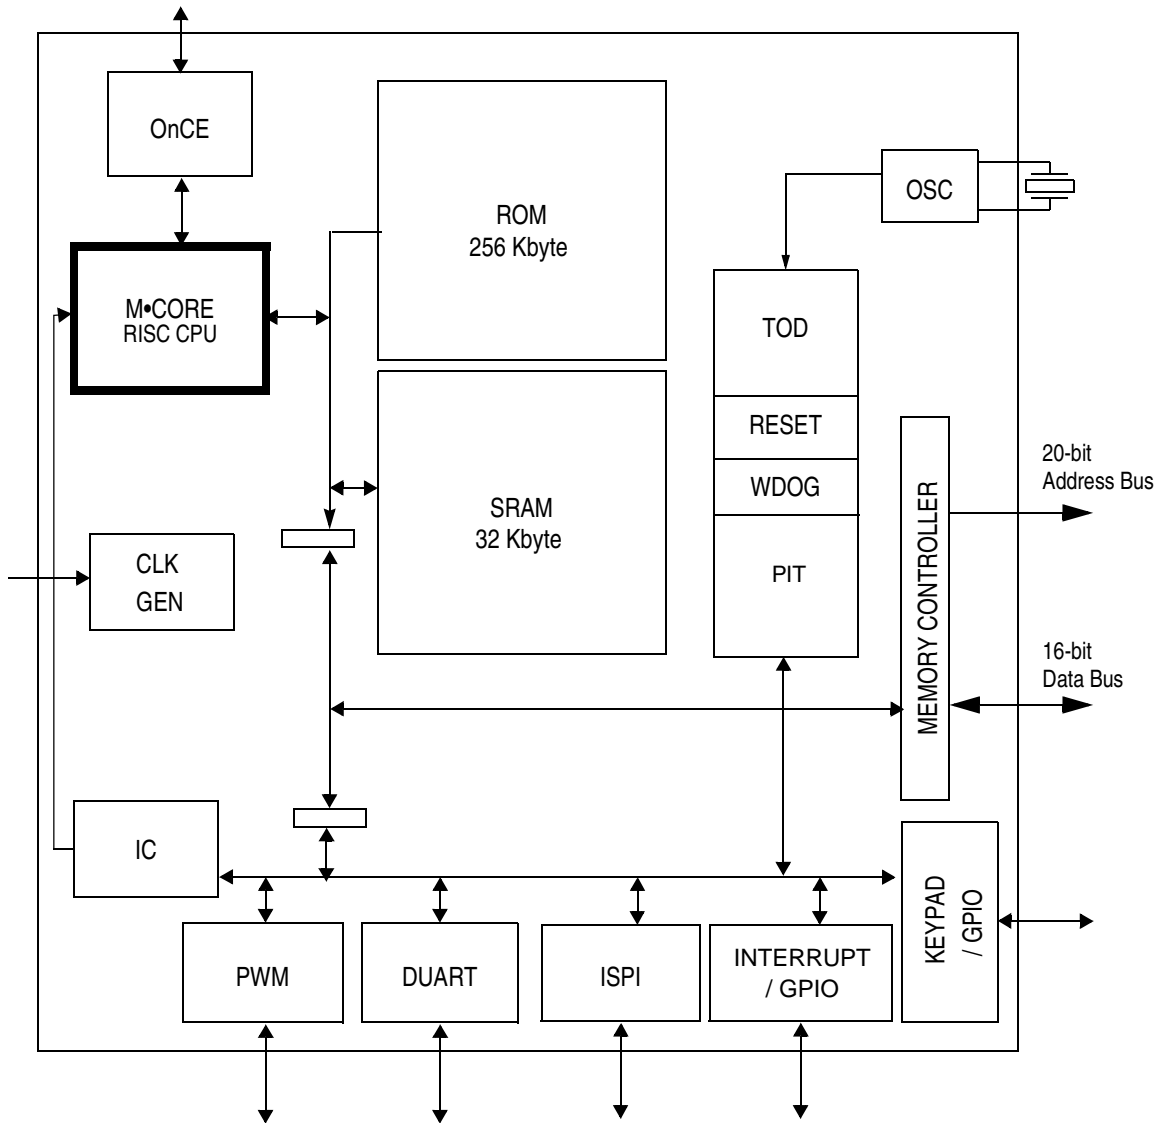 OnCE
ROM
256 Kbyte
OSC
M•CORE
RISC CPU
TOD
RESET
WDOG
PIT
SRAM
32 Kbyte
CLK
GEN
MEMORY CONTROLLER
20-bit
Address Bus
16-bit
Data Bus
IC
KEYPAD
/ GPIO
PWM
DUART
ISPI
INTERRUPT
/ GPIO